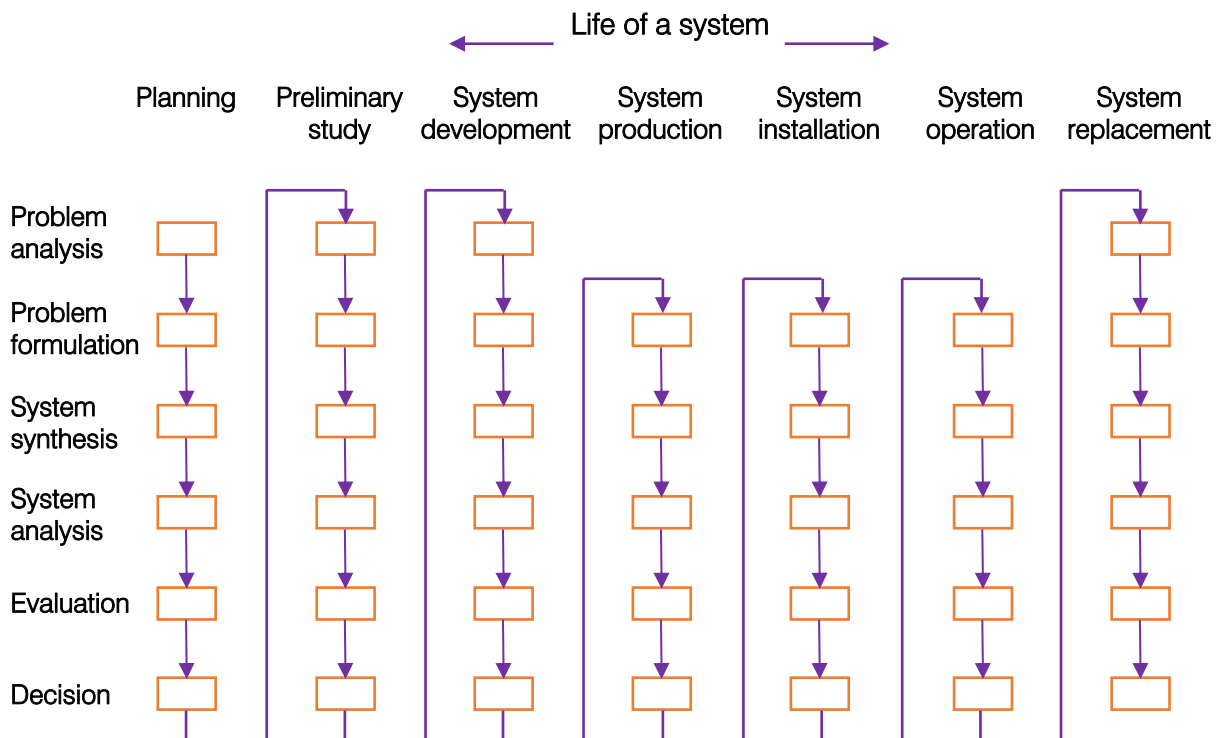 Life of a system
Planning
Preliminary
study
System
development
System
production
System
installation
System
operation
System
replacement
Problem
analysis
Problem
formulation
System
synthesis
System
analysis
Evaluation
Decision